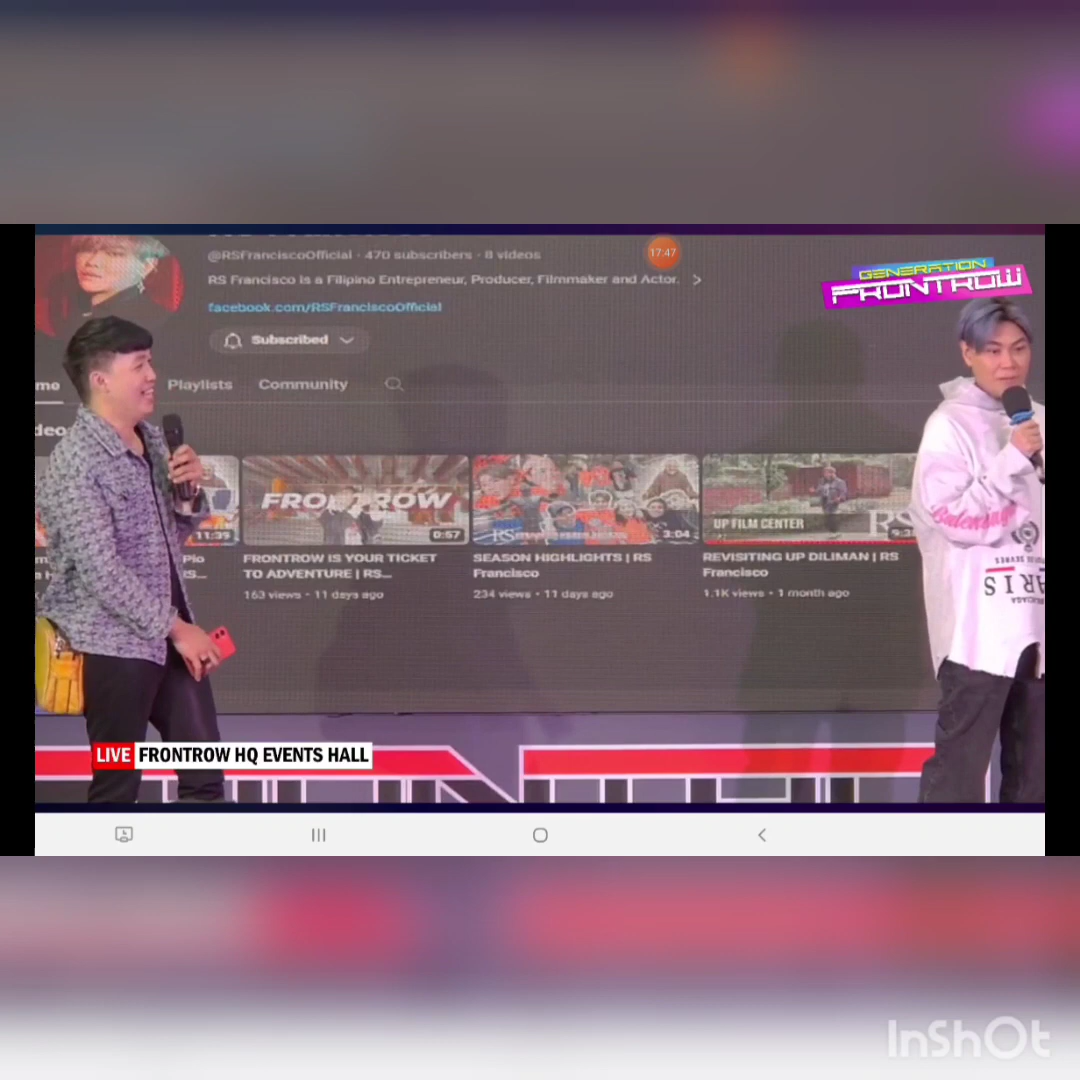 @RSFranciscoOfficial · 470 subscribers · 8 videos
17:47
RS Francisco is a Filipino Entrepreneur, Producer, Filmmaker and Actor.
facebook.com/RSFranciscoOfficial
GENERATION
FRONTROW
Subscribed
Playlists Community
11:39
FRONTROW
0:57
RS
3:04
UP FILM CENTER
RS
FRONTROW IS YOUR TICKET
TO ADVENTURE | RS...
163 views · 11 days ago
SEASON HIGHLIGHTS | RS
Francisco
234 views · 11 days ago
REVISITING UP DILIMAN | RS
Francisco
1.1K views · 1 month ago
LIVE FRONTROW HQ EVENTS HALL
InShOt